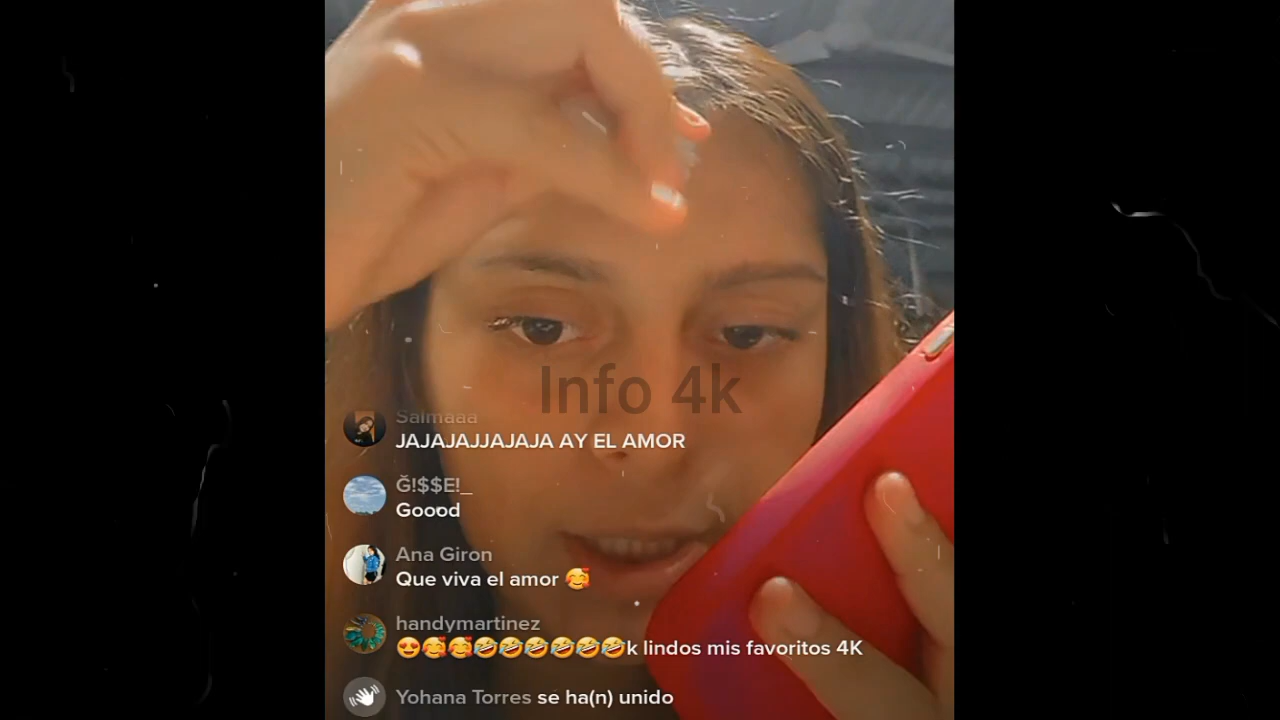 Info 4k
Salmaaa
JAJAJAJJAJAJA AY EL AMOR
Ğ!$$E!_
Goood
Ana Giron
Que viva el amor 🥰
handymartinez
😍🥰🥰🤣🤣🤣🤣🤣🤣k lindos mis favoritos 4K
Yohana Torres se ha(n) unido